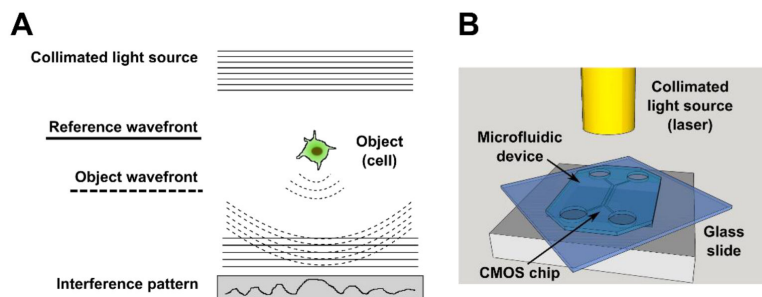 A
Collimated light source
Reference wavefront
Object wavefront
Object
(cell)
Interference pattern
B
Collimated
light source
(laser)
Microfluidic
device
Glass
slide
CMOS chip